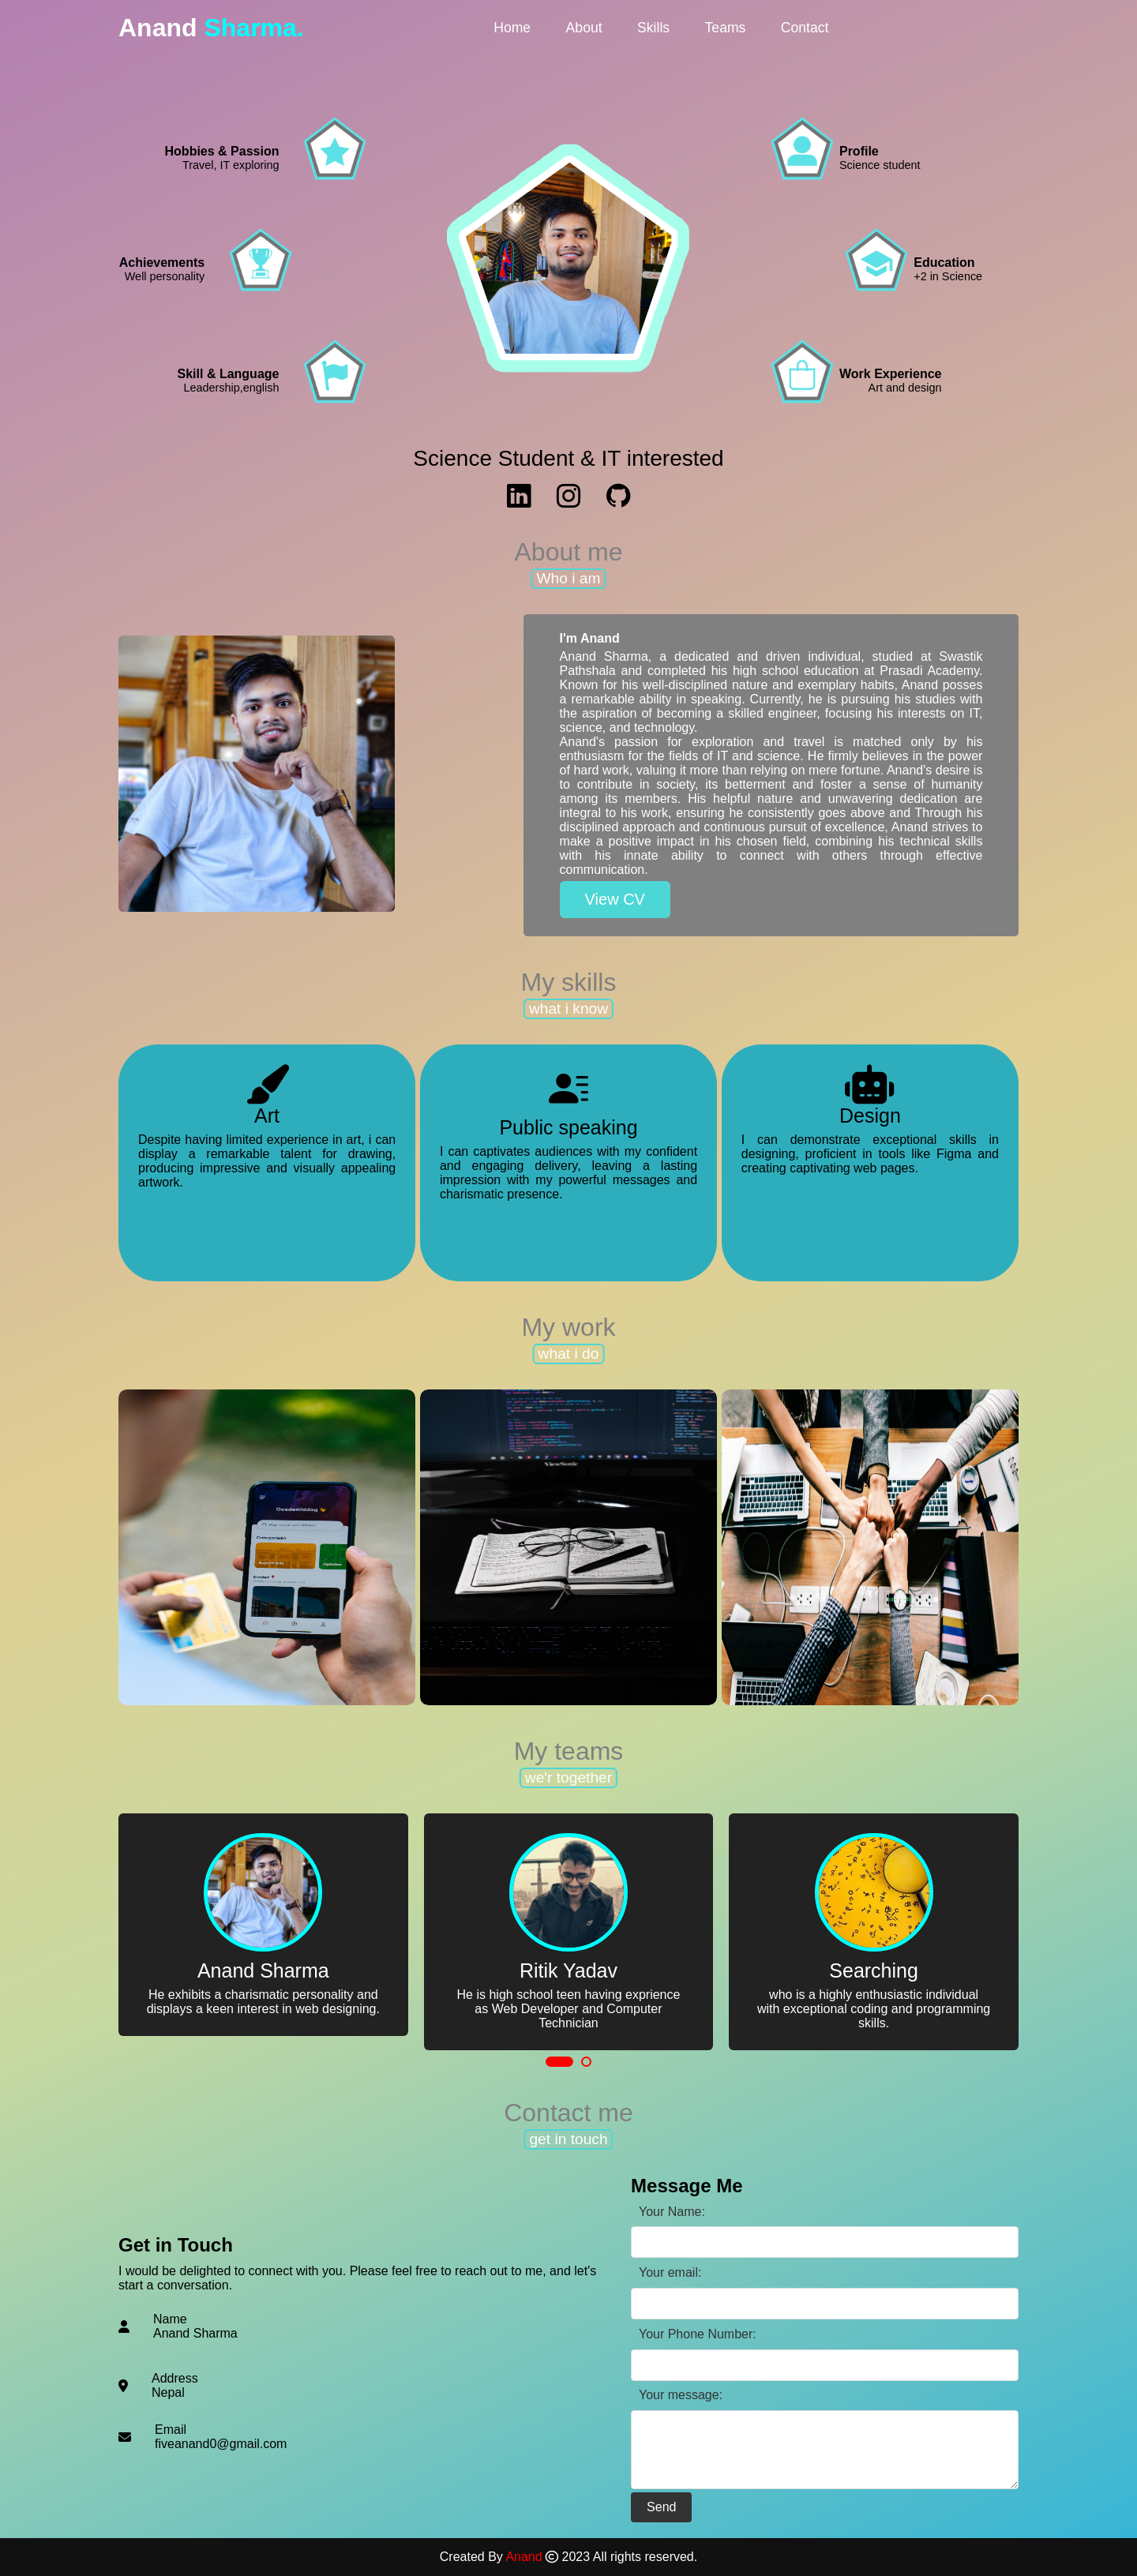 Anand Sharma.
Home About Skills Teams Contact
Hobbies & Passion
Travel, IT exploring
Profile
Science student
Achievements
Well personality
Education
+2 in Science
Skill & Language
Leadership,english
Work Experience
Art and design
Science Student & IT interested
About me
Who i am
I'm Anand
Anand Sharma, a dedicated and driven individual, studied at Swastik
Pathshala and completed his high school education at Prasadi Academy.
Known for his well-disciplined nature and exemplary habits, Anand posses
a remarkable ability in speaking. Currently, he is pursuing his studies with
the aspiration of becoming a skilled engineer, focusing his interests on IT,
science, and technology.
Anand's passion for exploration and travel is matched only by his
enthusiasm for the fields of IT and science. He firmly believes in the power
of hard work, valuing it more than relying on mere fortune. Anand's desire is
to contribute in society, its betterment and foster a sense of humanity
among its members. His helpful nature and unwavering dedication are
integral to his work, ensuring he consistently goes above and Through his
disciplined approach and continuous pursuit of excellence, Anand strives to
make a positive impact in his chosen field, combining his technical skills
with his innate ability to connect with others through effective
communication.
View CV
My skills
what i know
Art
Despite having limited experience in art, i can
display a remarkable talent for drawing,
producing impressive and visually appealing
artwork.
Public speaking
I can captivates audiences with my confident
and engaging delivery, leaving a lasting
impression with my powerful messages and
charismatic presence.
Design
I can demonstrate exceptional skills in
designing, proficient in tools like Figma and
creating captivating web pages.
My work
what i do
Goedemiddag
ViewSonic
My teams
we'r together
Anand Sharma
He exhibits a charismatic personality and
displays a keen interest in web designing.
Ritik Yadav
He is high school teen having exprience
as Web Developer and Computer
Technician
Searching
who is a highly enthusiastic individual
with exceptional coding and programming
skills.
Contact me
get in touch
Get in Touch
I would be delighted to connect with you. Please feel free to reach out to me, and let's
start a conversation.
Name
Anand Sharma
Address
Nepal
Email
fiveanand0@gmail.com
Message Me
Your Name:
Your email:
Your Phone Number:
Your message:
Send
Created By Anand © 2023 All rights reserved.